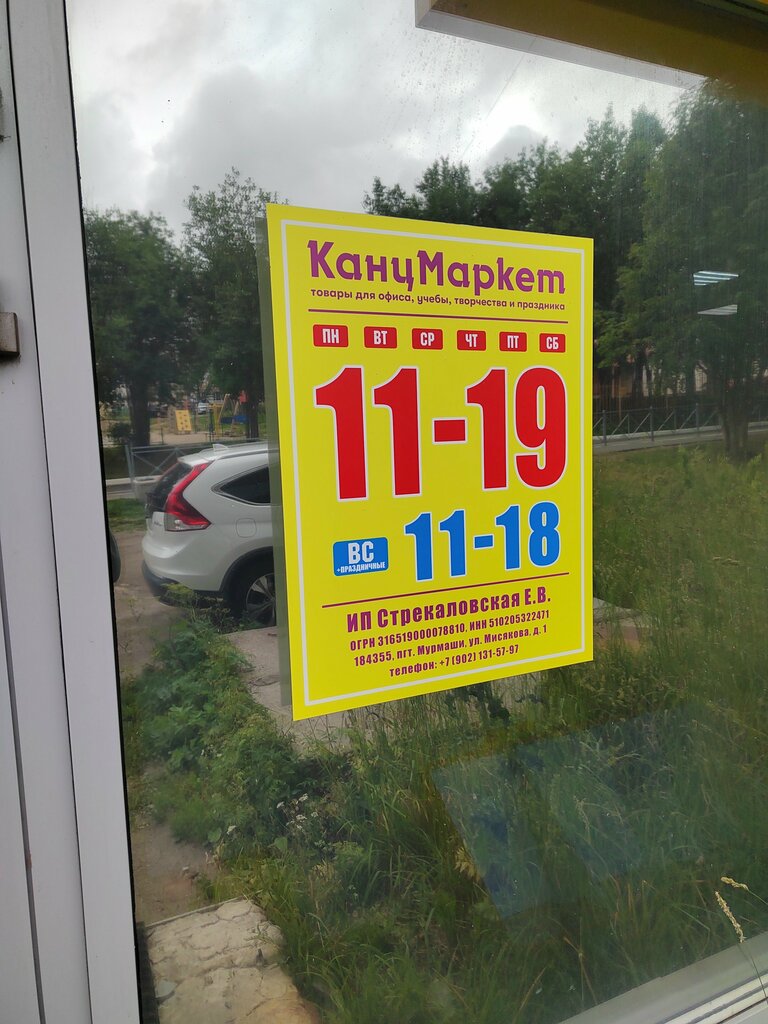 КанцМаркет
товары для офиса, учебы, творчества и праздника
ПН ВТ СР ЧТ ПТ СБ
11-19
ВС
+ПРАЗДНИЧНЫЕ
11-18
ИП Стрекаловская Е.В.
ОГРН 316519000078810, ИНН 510205322471
184355, пгт. Мурмаши, ул. Мисякова, д. 1
телефон: +7 (902) 131-57-97